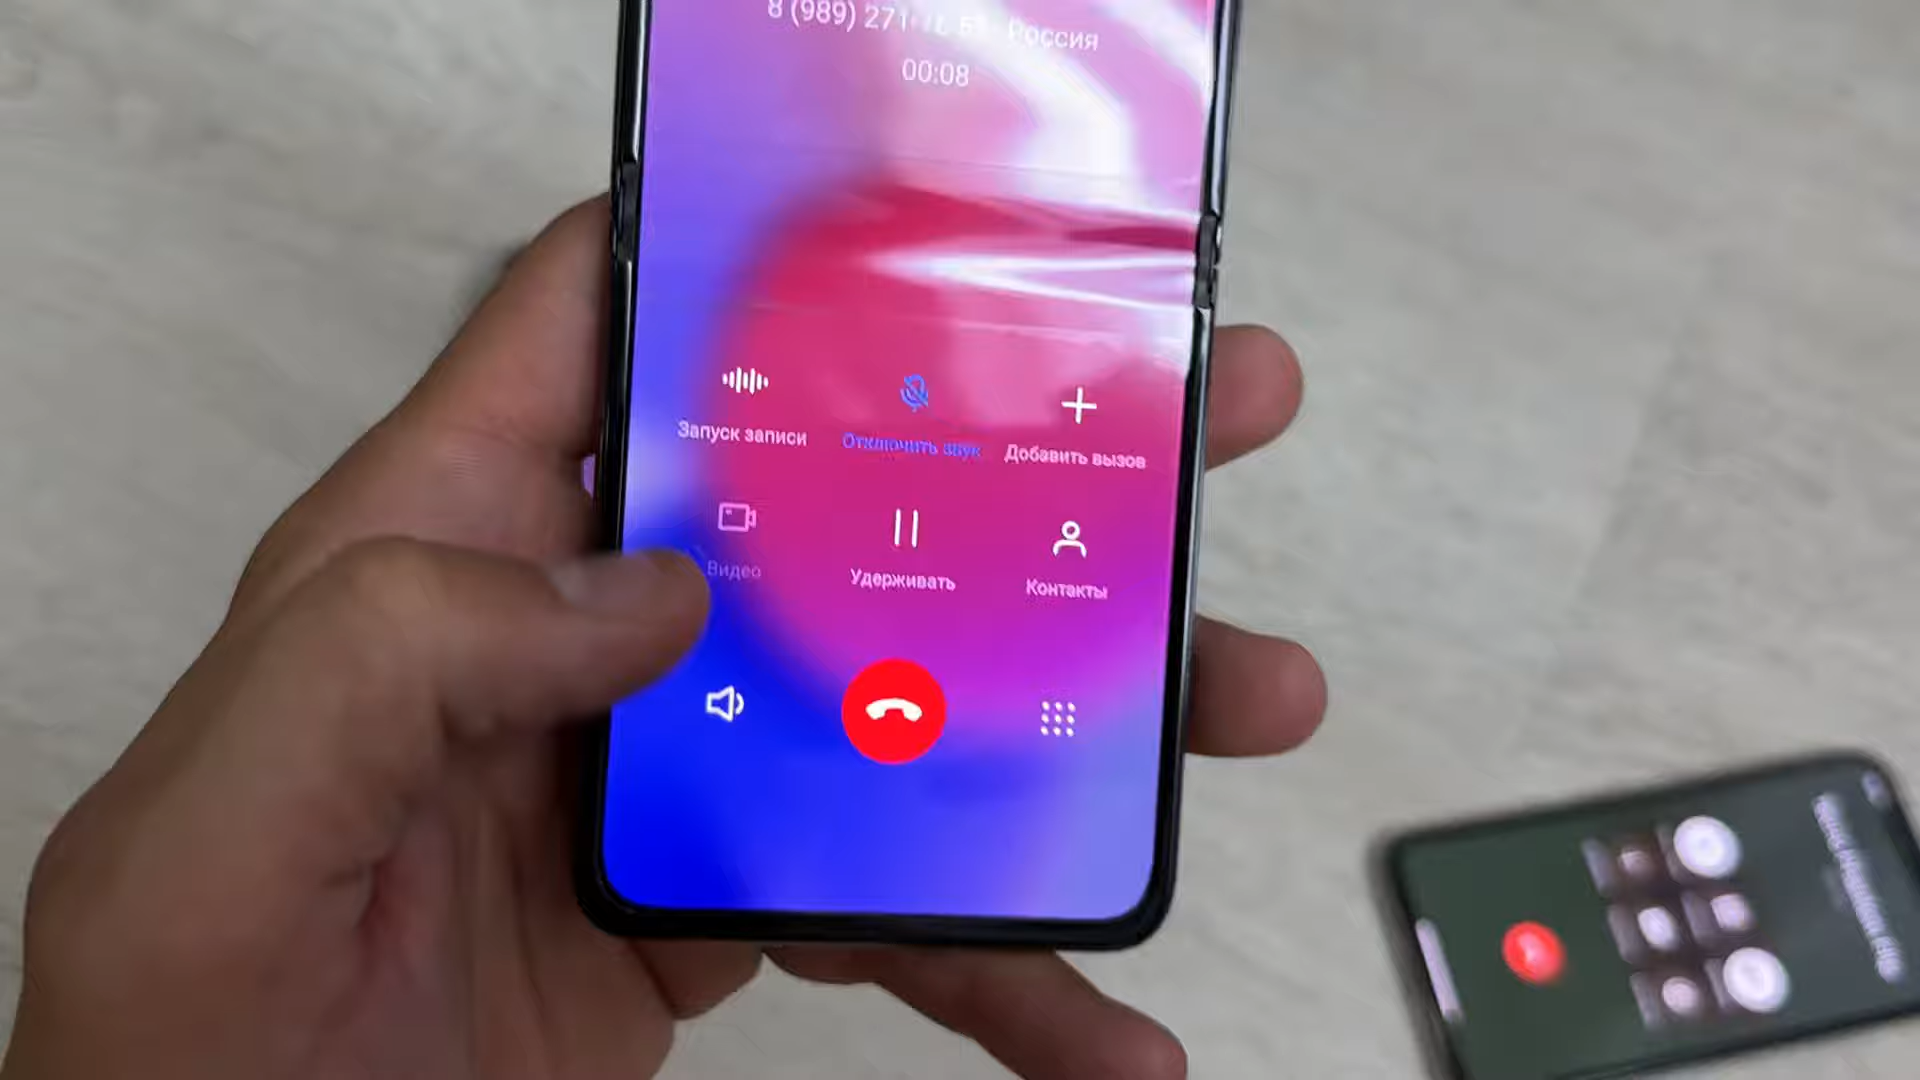 8 (989) 271 Россия
00:08
Запуск записи
Отключить звук
Добавить вызов
Видео
Удерживать
Контакты